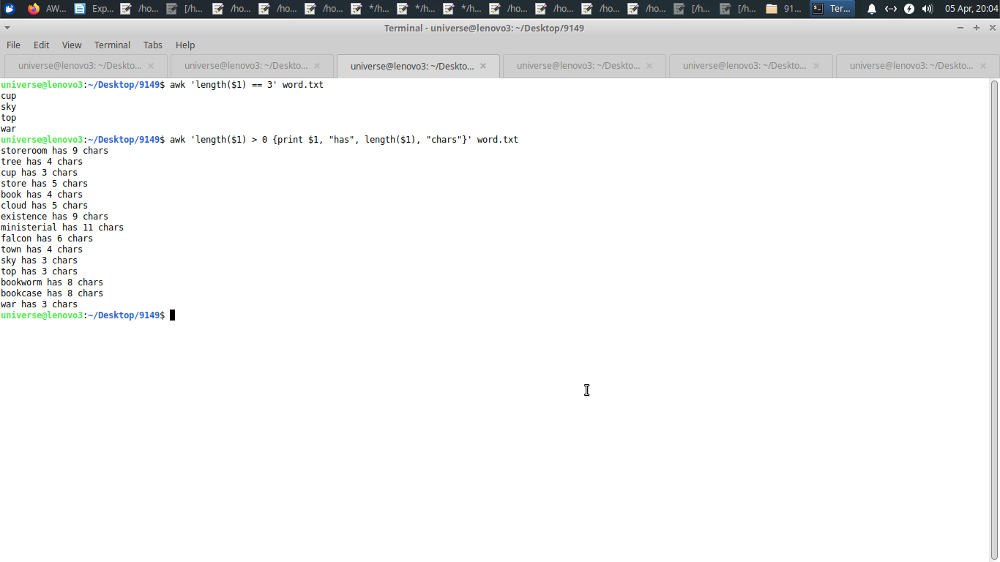 AW... Exp... /ho... [/h... /ho... /ho... /ho... */h... */h... */h... /ho... /ho... /ho... /ho... [/h... [/h... 91... Ter... 05 Apr, 20:04
Terminal - universe@lenovo3: ~/Desktop/9149
File Edit View Terminal Tabs Help
universe@lenovo3: ~/Deskto... universe@lenovo3: ~/Deskto... universe@lenovo3: ~/Deskto... universe@lenovo3: ~/Deskto... universe@lenovo3: ~/Deskto... universe@lenovo3: ~/Deskto...
universe@lenovo3:~/Desktop/9149$ awk 'length($1) == 3' word.txt
cup
sky
top
war
universe@lenovo3:~/Desktop/9149$ awk 'length($1) > 0 {print $1, "has", length($1), "chars"}' word.txt
storeroom has 9 chars
tree has 4 chars
cup has 3 chars
store has 5 chars
book has 4 chars
cloud has 5 chars
existence has 9 chars
ministerial has 11 chars
falcon has 6 chars
town has 4 chars
sky has 3 chars
top has 3 chars
bookworm has 8 chars
bookcase has 8 chars
war has 3 chars
universe@lenovo3:~/Desktop/9149$